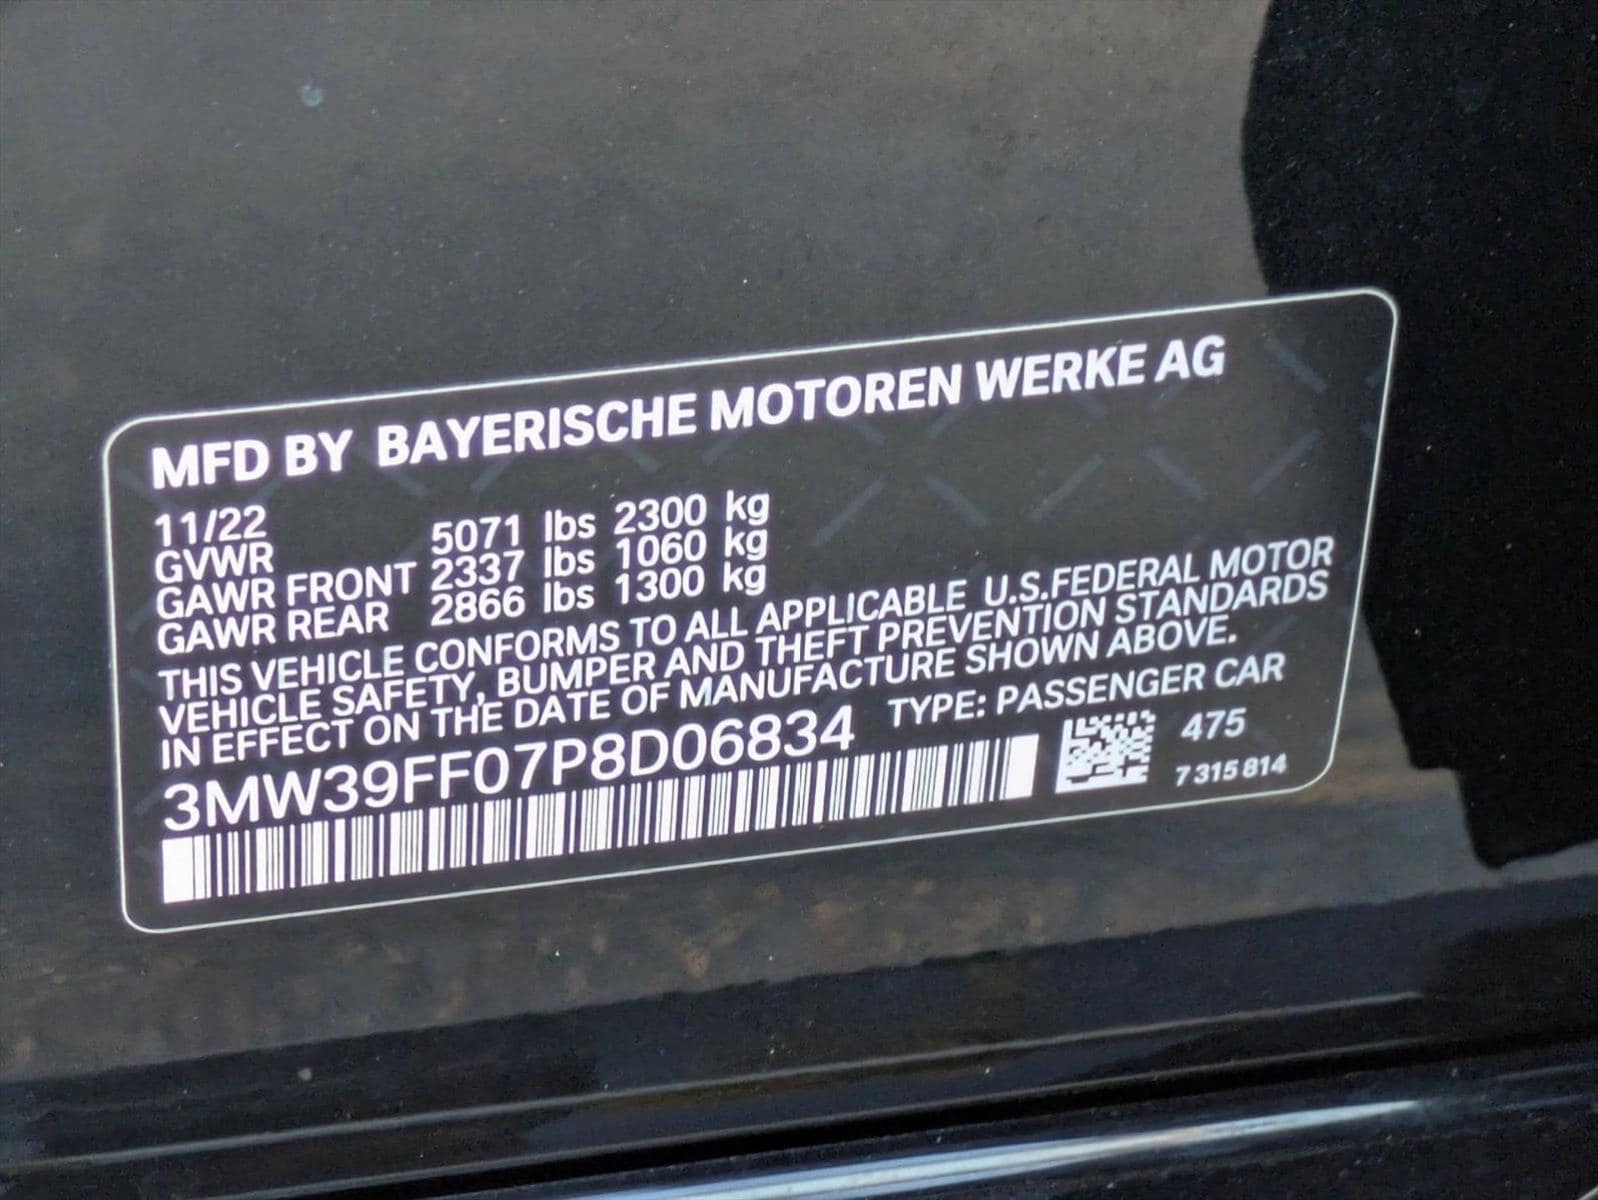 MFD BY BAYERISCHE MOTOREN WERKE AG
11/22
GVWR 5071 lbs 2300 kg
GAWR FRONT 2337 lbs 1060 kg
GAWR REAR 2866 lbs 1300 kg
THIS VEHICLE CONFORMS TO ALL APPLICABLE U.S.FEDERAL MOTOR
VEHICLE SAFETY, BUMPER AND THEFT PREVENTION STANDARDS
IN EFFECT ON THE DATE OF MANUFACTURE SHOWN ABOVE.
3MW39FF07P8D06834 TYPE: PASSENGER CAR
475
7 315 814